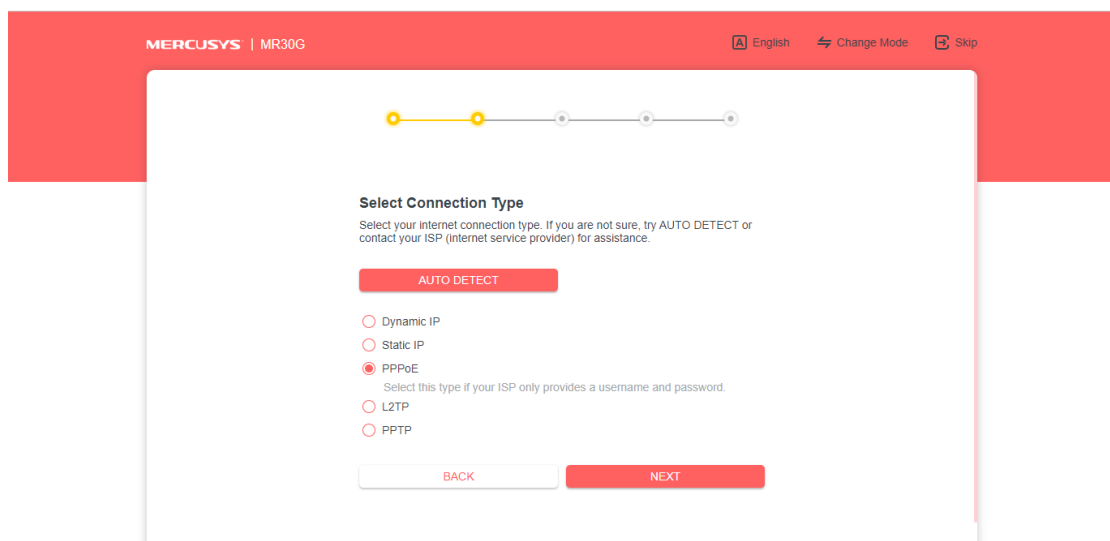 MERCUSYS | MR30G
English Change Mode Skip
Select Connection Type
Select your internet connection type. If you are not sure, try AUTO DETECT or
contact your ISP (internet service provider) for assistance.
AUTO DETECT
Dynamic IP
Static IP
PPPoE
Select this type if your ISP only provides a username and password.
L2TP
PPTP
BACK NEXT